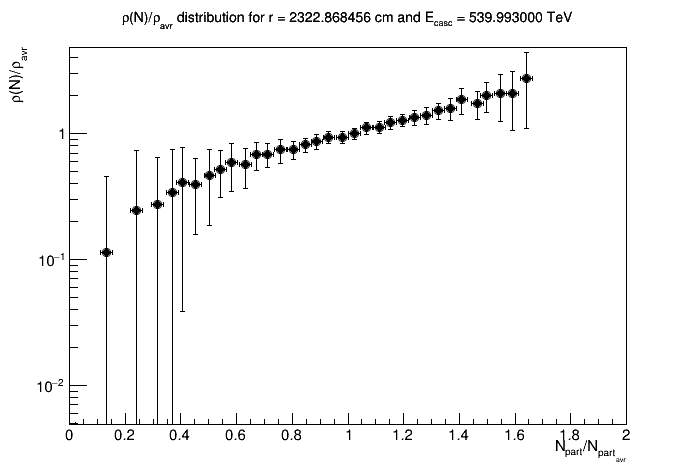 ρ(N)/ρavr distribution for r = 2322.868456 cm and Ecasc = 539.993000 TeV
ρ(N)/ρavr
1
10−1
10−2
0 0.2 0.4 0.6 0.8 1 1.2 1.4 1.6 1.8 2
Npart/Npartavr